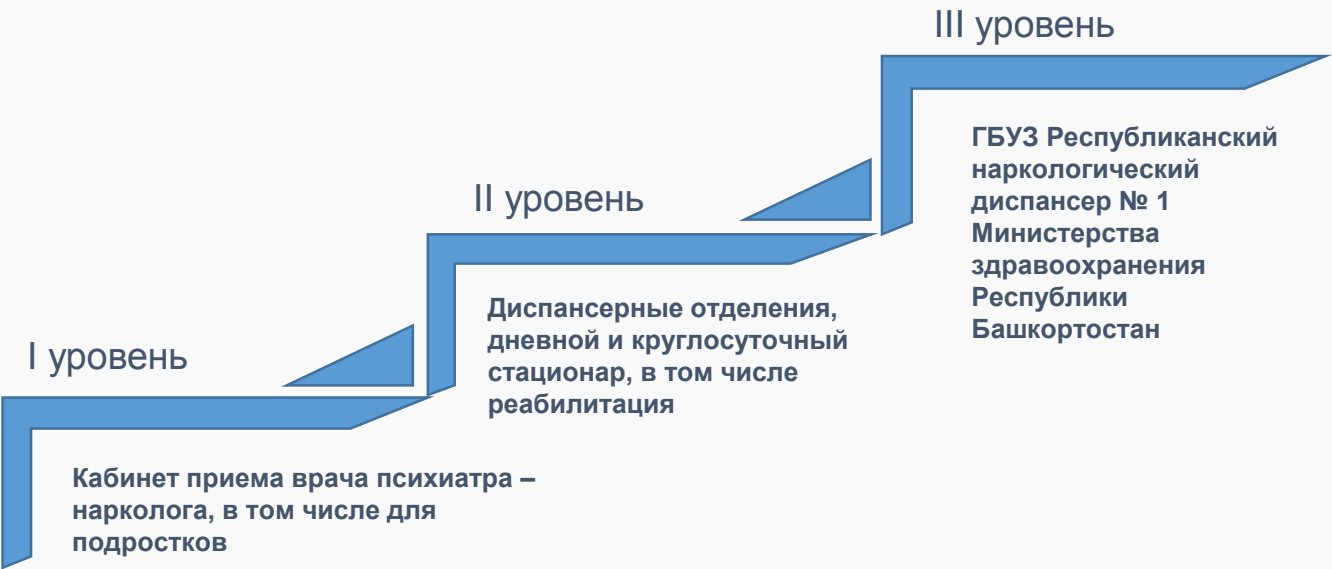 III уровень
ГБУЗ Республиканский
наркологический
диспансер № 1
Министерства
здравоохранения
Республики
Башкортостан
II уровень
Диспансерные отделения,
дневной и круглосуточный
стационар, в том числе
реабилитация
I уровень
Кабинет приема врача психиатра –
нарколога, в том числе для
подростков